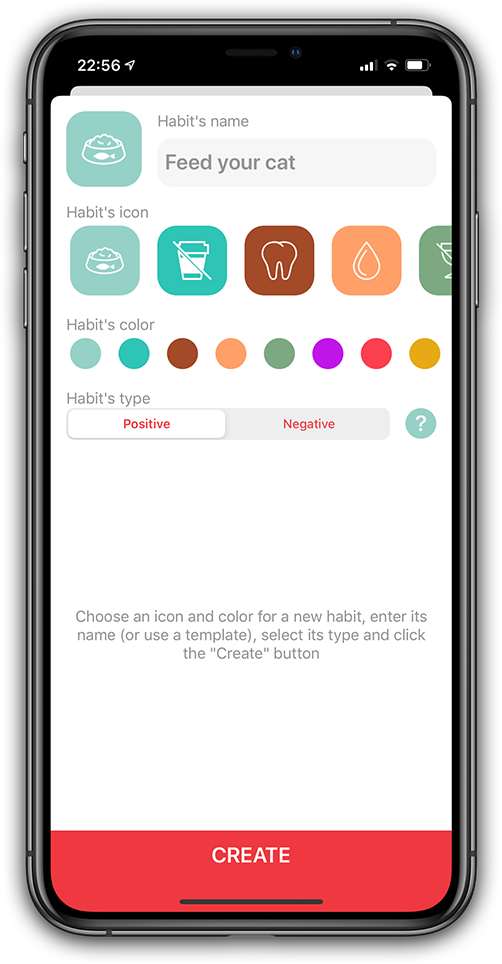 22:56
Habit's name
Feed your cat
Habit's icon
Habit's color
Habit's type
Positive
Negative
?
Choose an icon and color for a new habit, enter its
name (or use a template), select its type and click
the "Create" button
CREATE